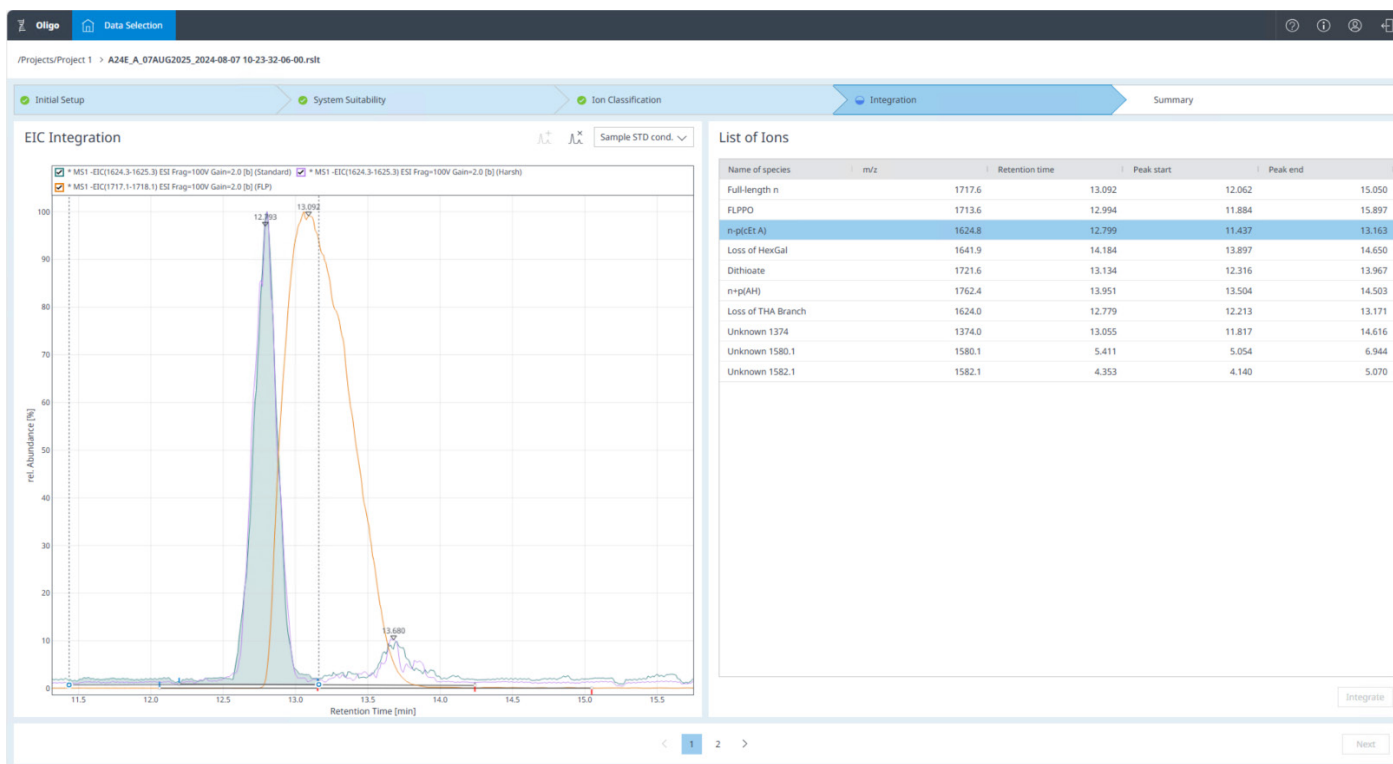 Oligo Data Selection
/Projects/Project 1 > A24E_A_07AUG2025_2024-08-07 10-23-32-06-00.rslt
Initial Setup System Suitability Ion Classification Integration Summary
EIC Integration Sample STD cond.
* MS1 -EIC(1624.3-1625.3) ESI Frag=100V Gain=2.0 [b] (Standard) * MS1 -EIC(1624.3-1625.3) ESI Frag=100V Gain=2.0 [b] (Harsh)
* MS1 -EIC(1717.1-1718.1) ESI Frag=100V Gain=2.0 [b] (FLP)
13.092
100
90
80
70
60
50
40
30
20
10
0
rel. Abundance [%]
13.680
11.5 12.0 12.5 13.0 13.5 14.0 14.5 15.0 15.5
Retention Time [min]
List of Ions
Name of species m/z Retention time Peak start Peak end
Full-length n 1717.6 13.092 12.062 15.050
FLPPO 1713.6 12.994 11.884 15.897
n-p(cEt A) 1624.8 12.799 11.437 13.163
Loss of HexGal 1641.9 14.184 13.897 14.650
Dithioate 1721.6 13.134 12.316 13.967
n+p(AH) 1762.4 13.951 13.504 14.503
Loss of THA Branch 1624.0 12.779 12.213 13.171
Unknown 1374 1374.0 13.055 11.817 14.616
Unknown 1580.1 1580.1 5.411 5.054 6.944
Unknown 1582.1 1582.1 4.353 4.140 5.070
Integrate
< 1 2 >
Next